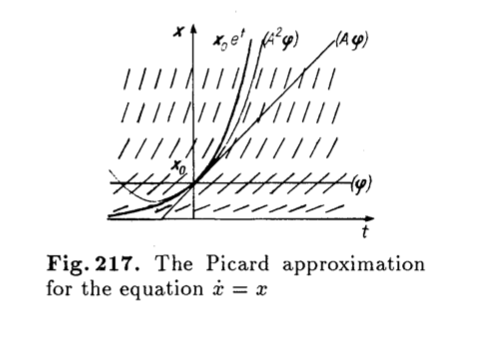 x x₀eᵗ (A²φ) (Aφ)
x₀
(φ)
t
Fig. 217. The Picard approximation
for the equation ẋ = x